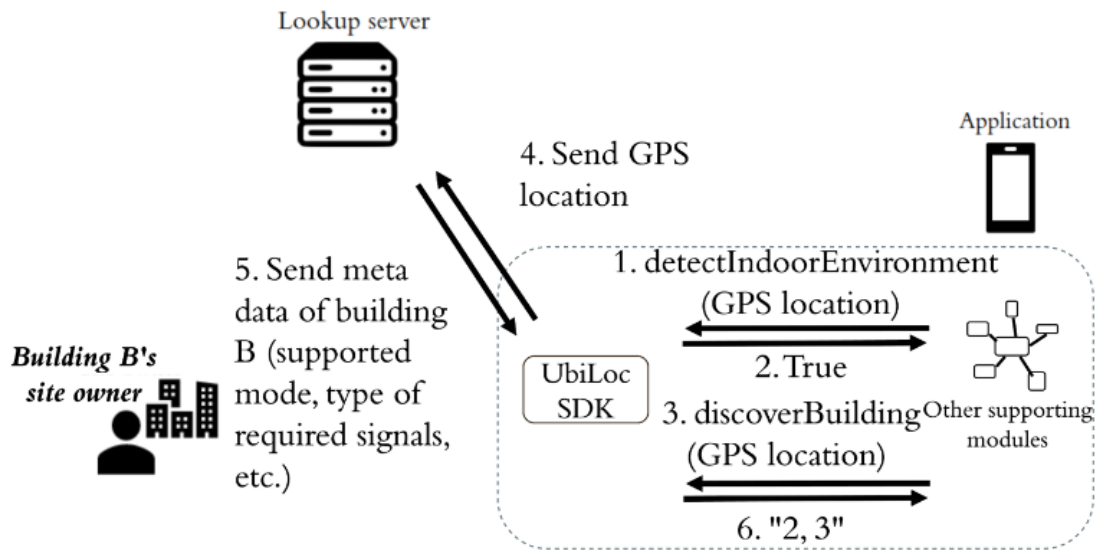 Lookup server
Application
4. Send GPS
location
1. detectIndoorEnvironment
(GPS location)
2. True
5. Send meta
data of building
B (supported
mode, type of
required signals,
etc.)
Building B's
site owner
UbiLoc
SDK
3. discoverBuilding
(GPS location)
Other supporting
modules
6. "2, 3"